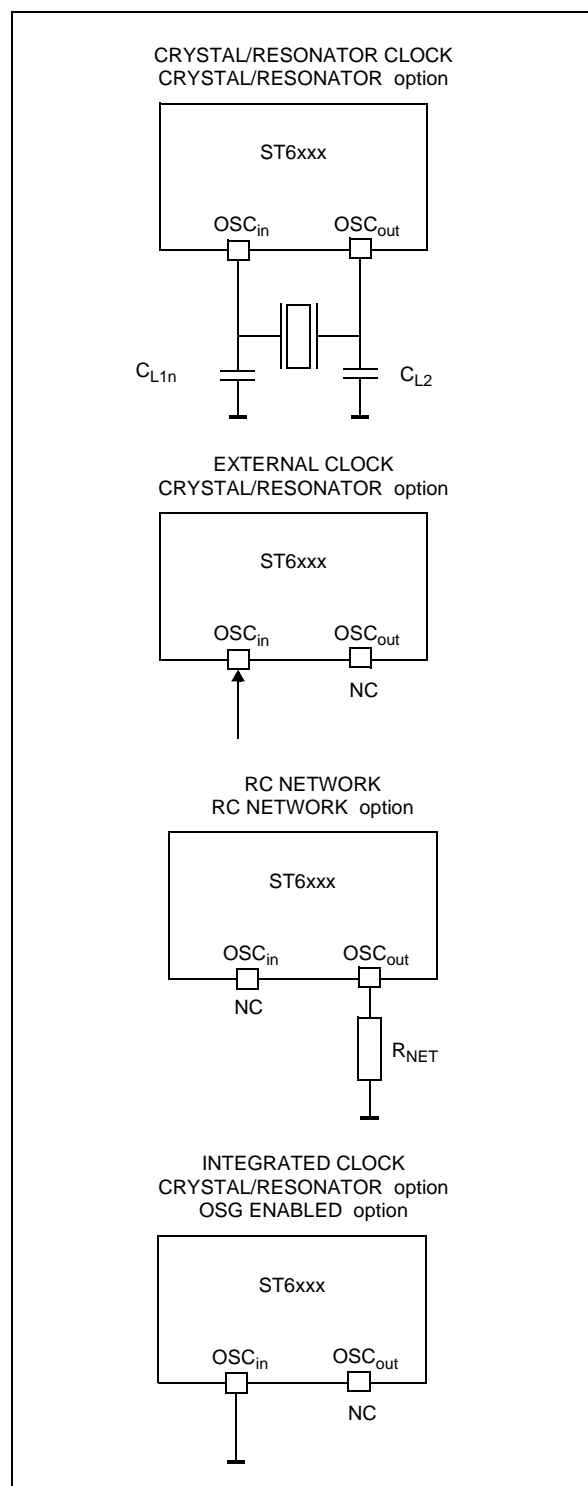 CRYSTAL/RESONATOR CLOCK
CRYSTAL/RESONATOR option
ST6xxx
OSCin OSCout
CL1n CL2
EXTERNAL CLOCK
CRYSTAL/RESONATOR option
ST6xxx
OSCin OSCout
NC
RC NETWORK
RC NETWORK option
ST6xxx
OSCin OSCout
NC
RNET
INTEGRATED CLOCK
CRYSTAL/RESONATOR option
OSG ENABLED option
ST6xxx
OSCin OSCout
NC